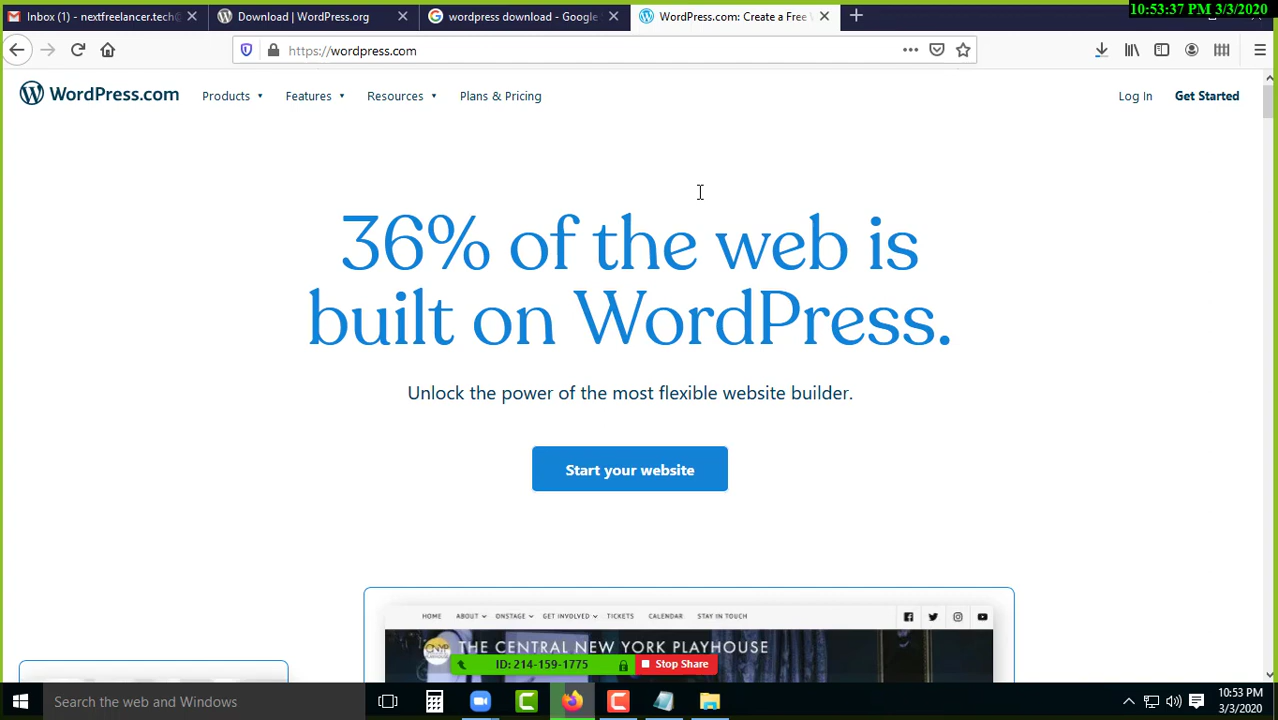 Inbox (1) - nextfreelancer.tech@
Download | WordPress.org
wordpress download - Google
WordPress.com: Create a Free
10:53:37 PM 3/3/2020
https://wordpress.com
WordPress.com
Products
Features
Resources
Plans & Pricing
Log In
Get Started
36% of the web is
built on WordPress.
Unlock the power of the most flexible website builder.
Start your website
HOME ABOUT ONSTAGE GET INVOLVED TICKETS CALENDAR STAY IN TOUCH
THE CENTRAL NEW YORK PLAYHOUSE
ID: 214-159-1775
Stop Share
Search the web and Windows
10:53 PM
3/3/2020